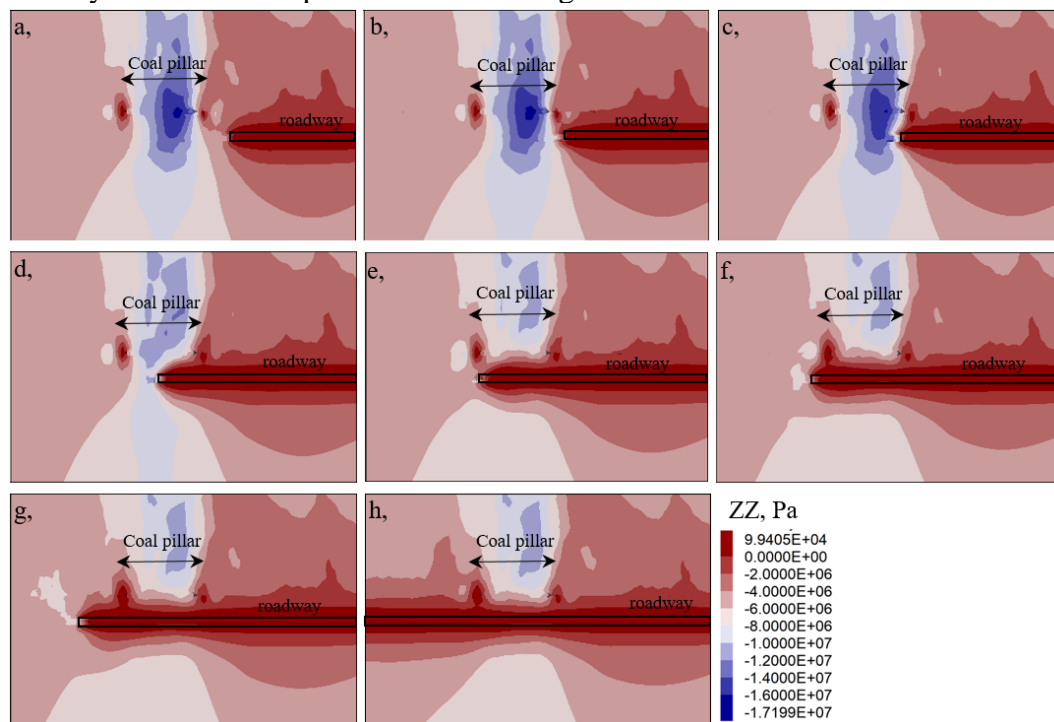 a,
Coal pillar
roadway
b,
Coal pillar
roadway
c,
Coal pillar
roadway
d,
Coal pillar
roadway
e,
Coal pillar
roadway
f,
Coal pillar
roadway
g,
Coal pillar
roadway
h,
Coal pillar
roadway
ZZ, Pa
9.9405E+04
0.0000E+00
-2.0000E+06
-4.0000E+06
-6.0000E+06
-8.0000E+06
-1.0000E+07
-1.2000E+07
-1.4000E+07
-1.6000E+07
-1.7199E+07